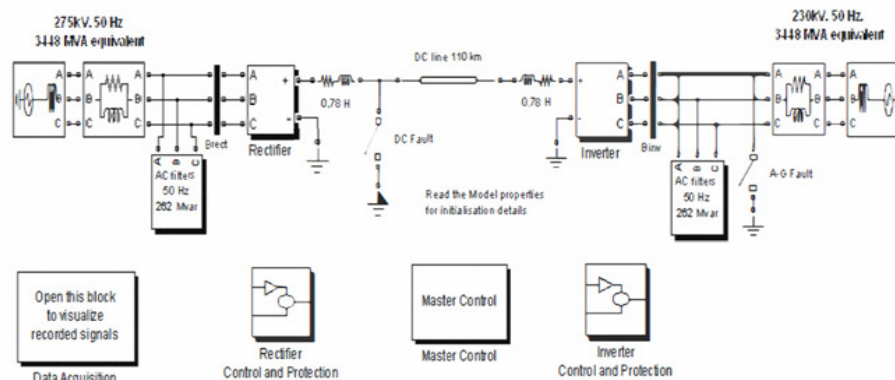 275kV. 50 Hz
3448 MVA equivalent
230kV. 50 Hz.
3448 MVA equivalent
A
B
C
A
B
C
A
B
C
+
-
Rectifier
Brect
0.78 H
DC line 110 km
0.78 H
DC Fault
+
-
A
B
C
Inverter
Binv
A
B
C
A
B
C
A-G Fault
A B C
AC filters
50 Hz
262 Mvar
A B C
AC filters
50 Hz
262 Mvar
Read the Model properties
for initialisation details
Open this block
to visualize
recorded signals
Data Acquisition
Rectifier
Control and Protection
Master Control
Master Control
Inverter
Control and Protection